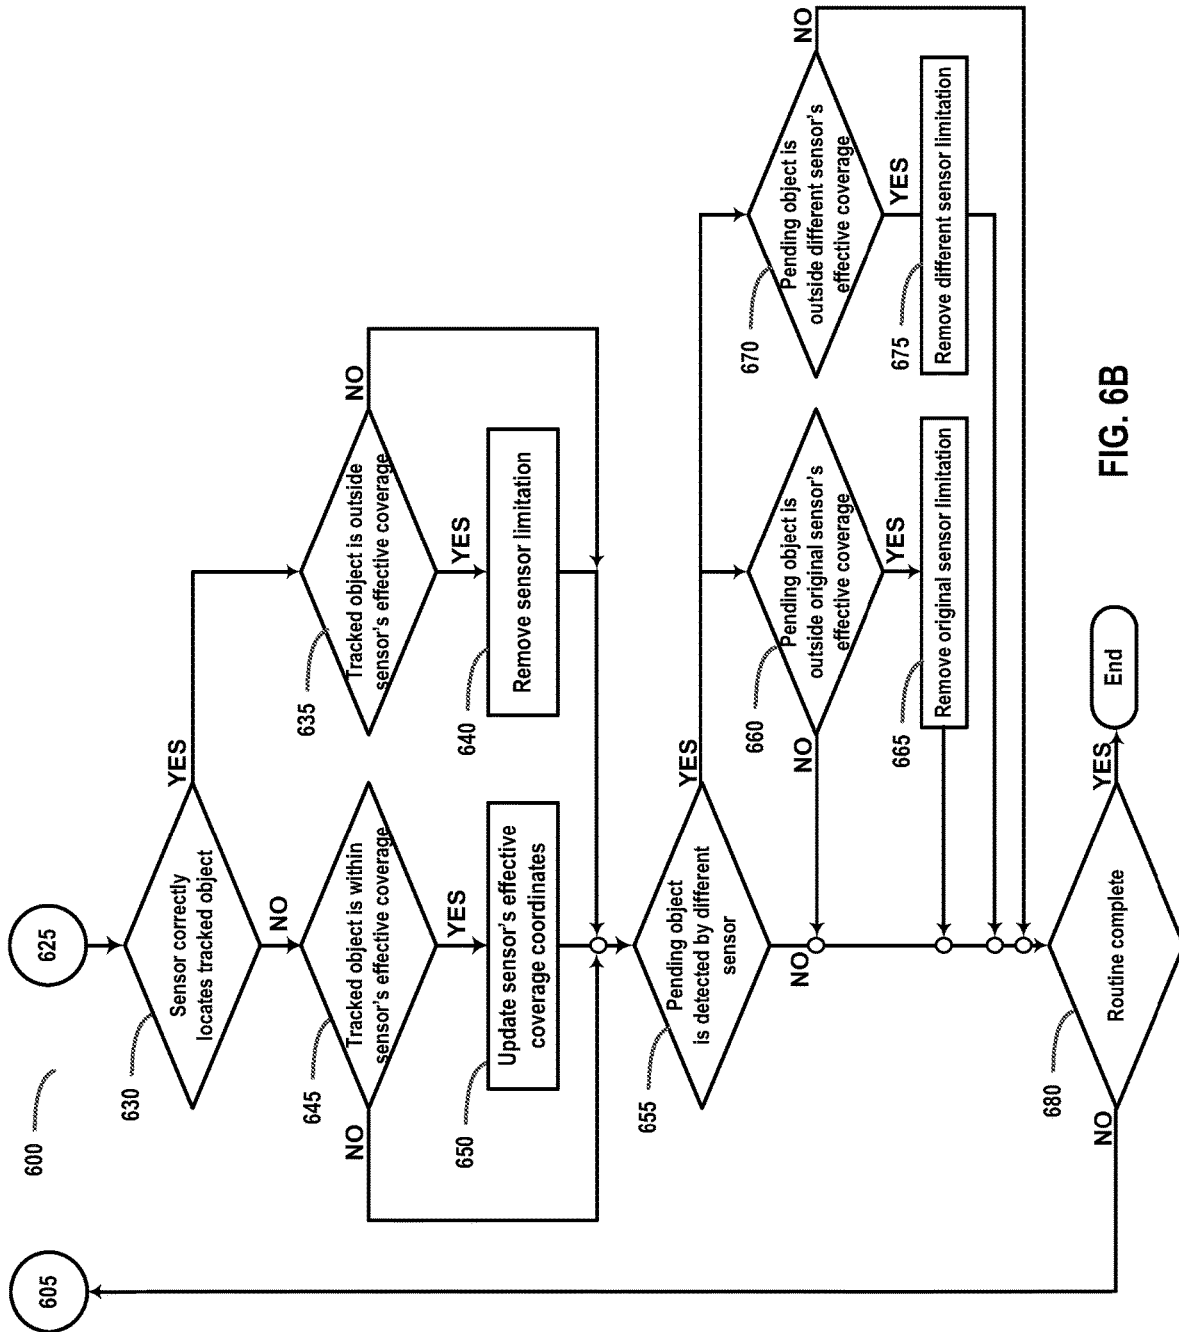 600
605
625
630
Sensor correctly
locates tracked object
YES
NO
645
Tracked object is within
sensor's effective coverage
NO
YES
635
Tracked object is outside
sensor's effective coverage
NO
YES
650
Update sensor's effective
coverage coordinates
640
Remove sensor limitation
655
Pending object
is detected by different
sensor
YES
NO
660
Pending object is
outside original sensor's
effective coverage
NO
YES
670
Pending object is
outside different sensor's
effective coverage
NO
YES
665
Remove original sensor limitation
675
Remove different sensor limitation
680
Routine complete
NO
YES
End
FIG. 6B